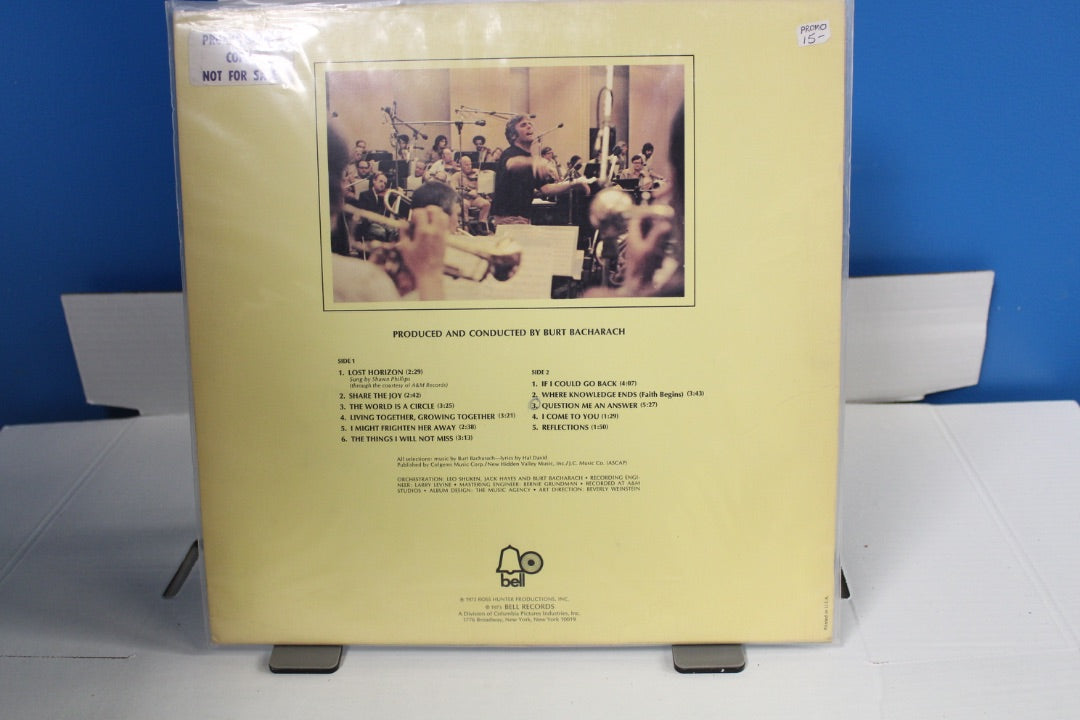 COPY
NOT FOR SALE
PROMO
15-
PRODUCED AND CONDUCTED BY BURT BACHARACH
SIDE 1
1. LOST HORIZON (2:29)
Sung by Shawn Phillips
(through the courtesy of A&M Records)
2. SHARE THE JOY (2:42)
3. THE WORLD IS A CIRCLE (3:25)
4. LIVING TOGETHER, GROWING TOGETHER (3:21)
5. I MIGHT FRIGHTEN HER AWAY (2:38)
6. THE THINGS I WILL NOT MISS (3:13)
SIDE 2
1. IF I COULD GO BACK (4:07)
2. WHERE KNOWLEDGE ENDS (Faith Begins) (3:43)
3. QUESTION ME AN ANSWER (5:27)
4. I COME TO YOU (1:29)
5. REFLECTIONS (1:50)
All selections: music by Burt Bacharach—lyrics by Hal David
Published by Colgems Music Corp./New Hidden Valley Music, Inc./J.C. Music Co. (ASCAP)
ORCHESTRATION: LEO SHUKEN, JACK HAYES AND BURT BACHARACH • RECORDING ENGI-
NEER: LARRY LEVINE • MASTERING ENGINEER: BERNIE GRUNDMAN • RECORDED AT A&M
STUDIOS • ALBUM DESIGN: THE MUSIC AGENCY • ART DIRECTION: BEVERLY WEINSTEIN
bell
℗ 1972 ROSS HUNTER PRODUCTIONS, INC.
© 1973 BELL RECORDS
A Division of Columbia Pictures Industries, Inc.
1776 Broadway, New York, New York 10019
Printed in U.S.A.